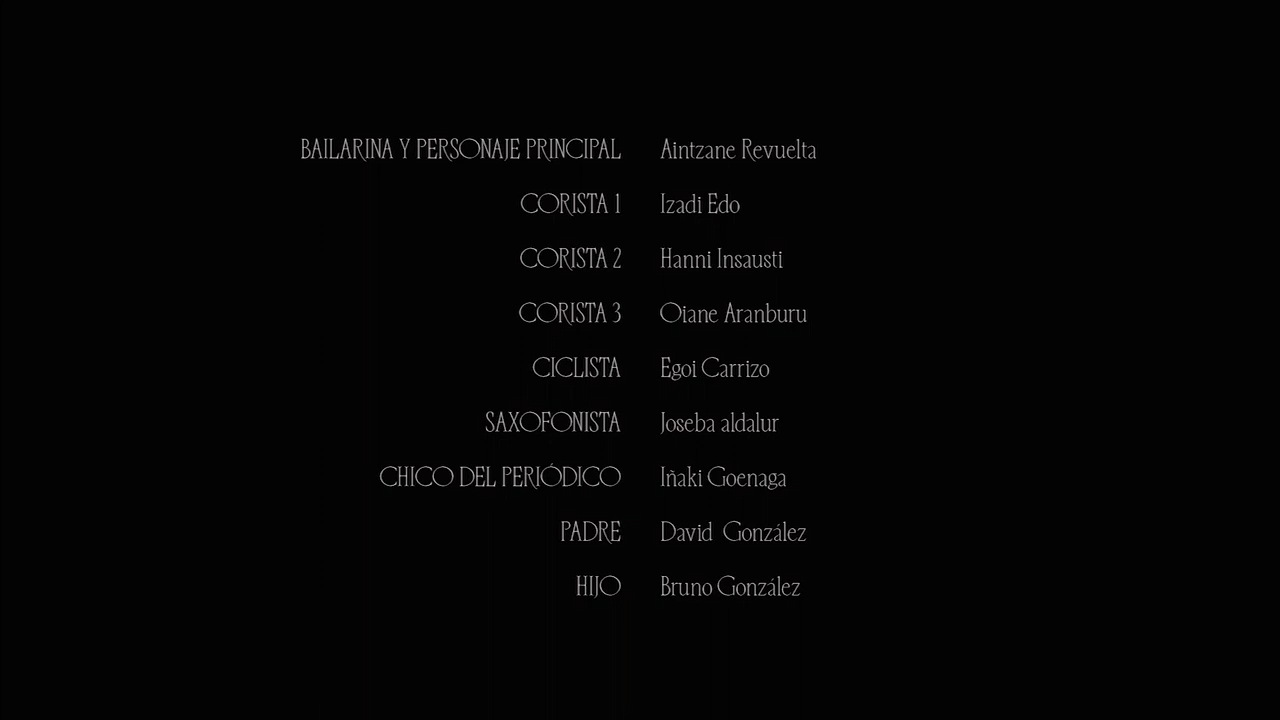 BAILARINA Y PERSONAJE PRINCIPAL Aintzane Revuelta
CORISTA 1 Izadi Edo
CORISTA 2 Hanni Insausti
CORISTA 3 Oiane Aranburu
CICLISTA Egoi Carrizo
SAXOFONISTA Joseba aldalur
CHICO DEL PERIÓDICO Iñaki Goenaga
PADRE David González
HIJO Bruno González